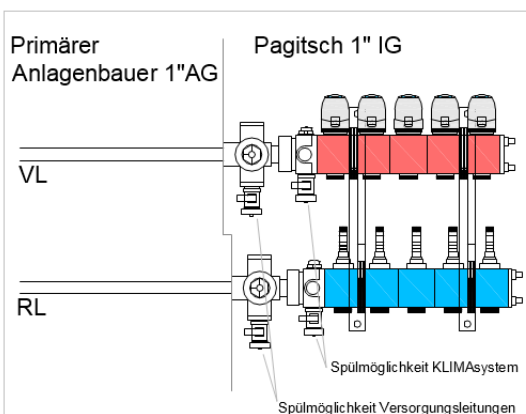 Primärer
Anlagenbauer 1"AG
Pagitsch 1" IG
VL
RL
Spülmöglichkeit KLIMAsystem
Spülmöglichkeit Versorgungsleitungen